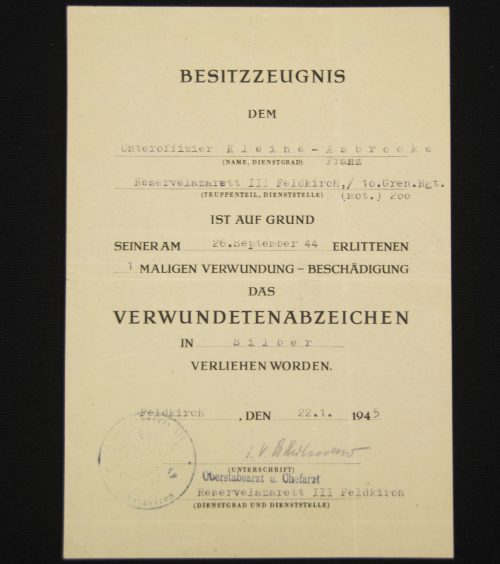 BESITZZEUGNIS
DEM
Unteroffizier Kleine-Asbrocke
(NAME, DIENSTGRAD) Franz
Reservelazarett III Feldkirch,/ 1o.Gren.Rgt.
(TRUPPENTEIL, DIENSTSTELLE) (mot.) 2oo
IST AUF GRUND
SEINER AM 26.September 44 ERLITTENEN
1 MALIGEN VERWUNDUNG – BESCHÄDIGUNG
DAS
VERWUNDETENABZEICHEN
IN Silber
VERLIEHEN WORDEN.
Feldkirch, DEN 22.1. 1945
i.V.
(UNTERSCHRIFT)
Oberstabsarzt u. Chefarzt
Reservelazarett III Feldkirch
(DIENSTGRAD UND DIENSTSTELLE)